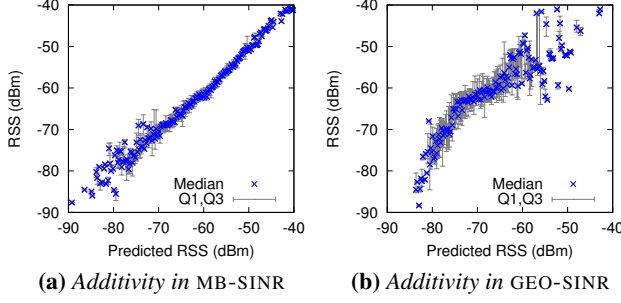 -40
-50
-60
-70
-80
-90
RSS (dBm)
Median
Q1,Q3
-90 -80 -70 -60 -50 -40
Predicted RSS (dBm)
(a) Additivity in MB-SINR
-40
-50
-60
-70
-80
-90
RSS (dBm)
Median
Q1,Q3
-80 -70 -60 -50 -40
Predicted RSS (dBm)
(b) Additivity in GEO-SINR